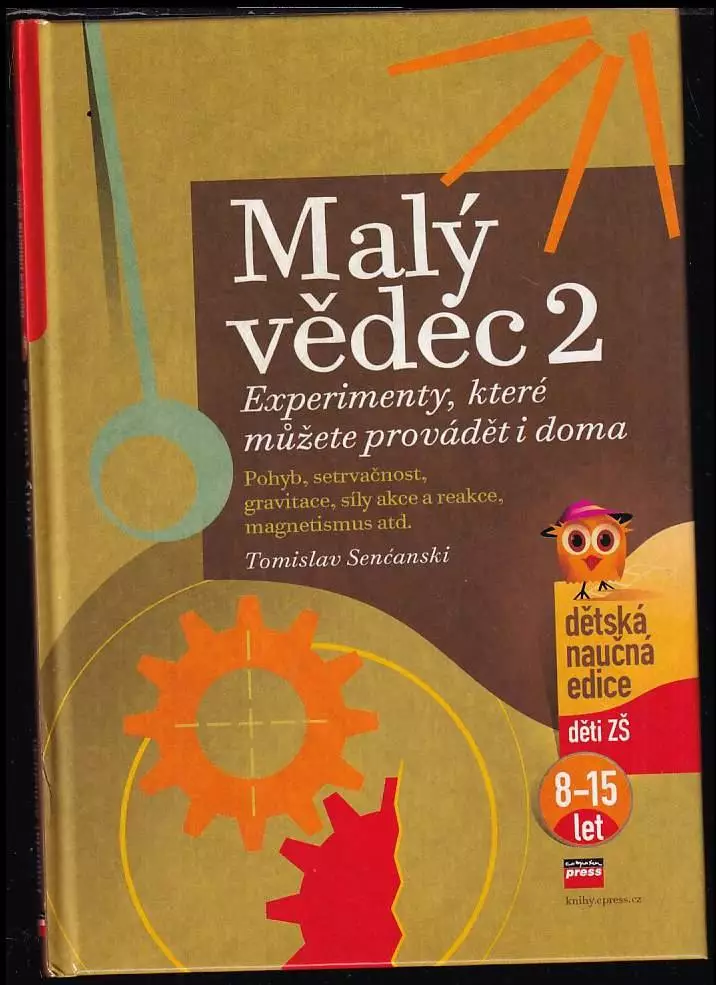 Malý
vědec 2
Experimenty, které
můžete provádět i doma
Pohyb, setrvačnost,
gravitace, síly akce a reakce,
magnetismus atd.
Tomislav Senćanski
dětská
naučná
edice
děti ZŠ
8–15
let
computer
press
knihy.cpress.cz